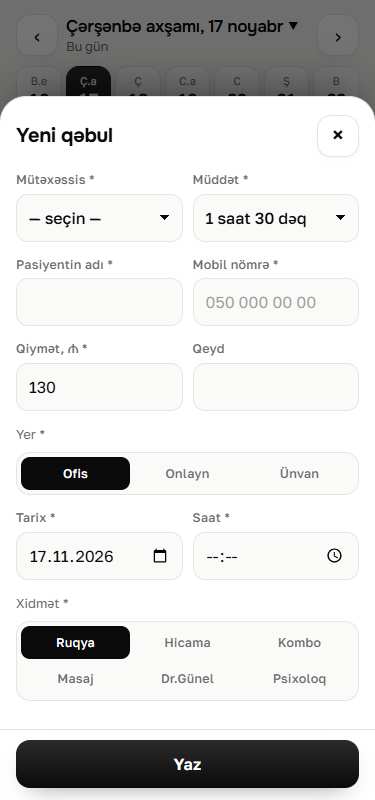 ‹ Çərşənbə axşamı, 17 noyabr ▼ ›
Bu gün
B.e Ç.a Ç C.a C Ş B
Yeni qəbul ×
Mütəxəssis * Müddət *
— seçin — 1 saat 30 dəq
Pasiyentin adı * Mobil nömrə *
050 000 00 00
Qiymət, ₼ * Qeyd
130
Yer *
Ofis Onlayn Ünvan
Tarix * Saat *
17.11.2026 --:--
Xidmət *
Ruqya Hicama Kombo
Masaj Dr.Günel Psixoloq
Yaz